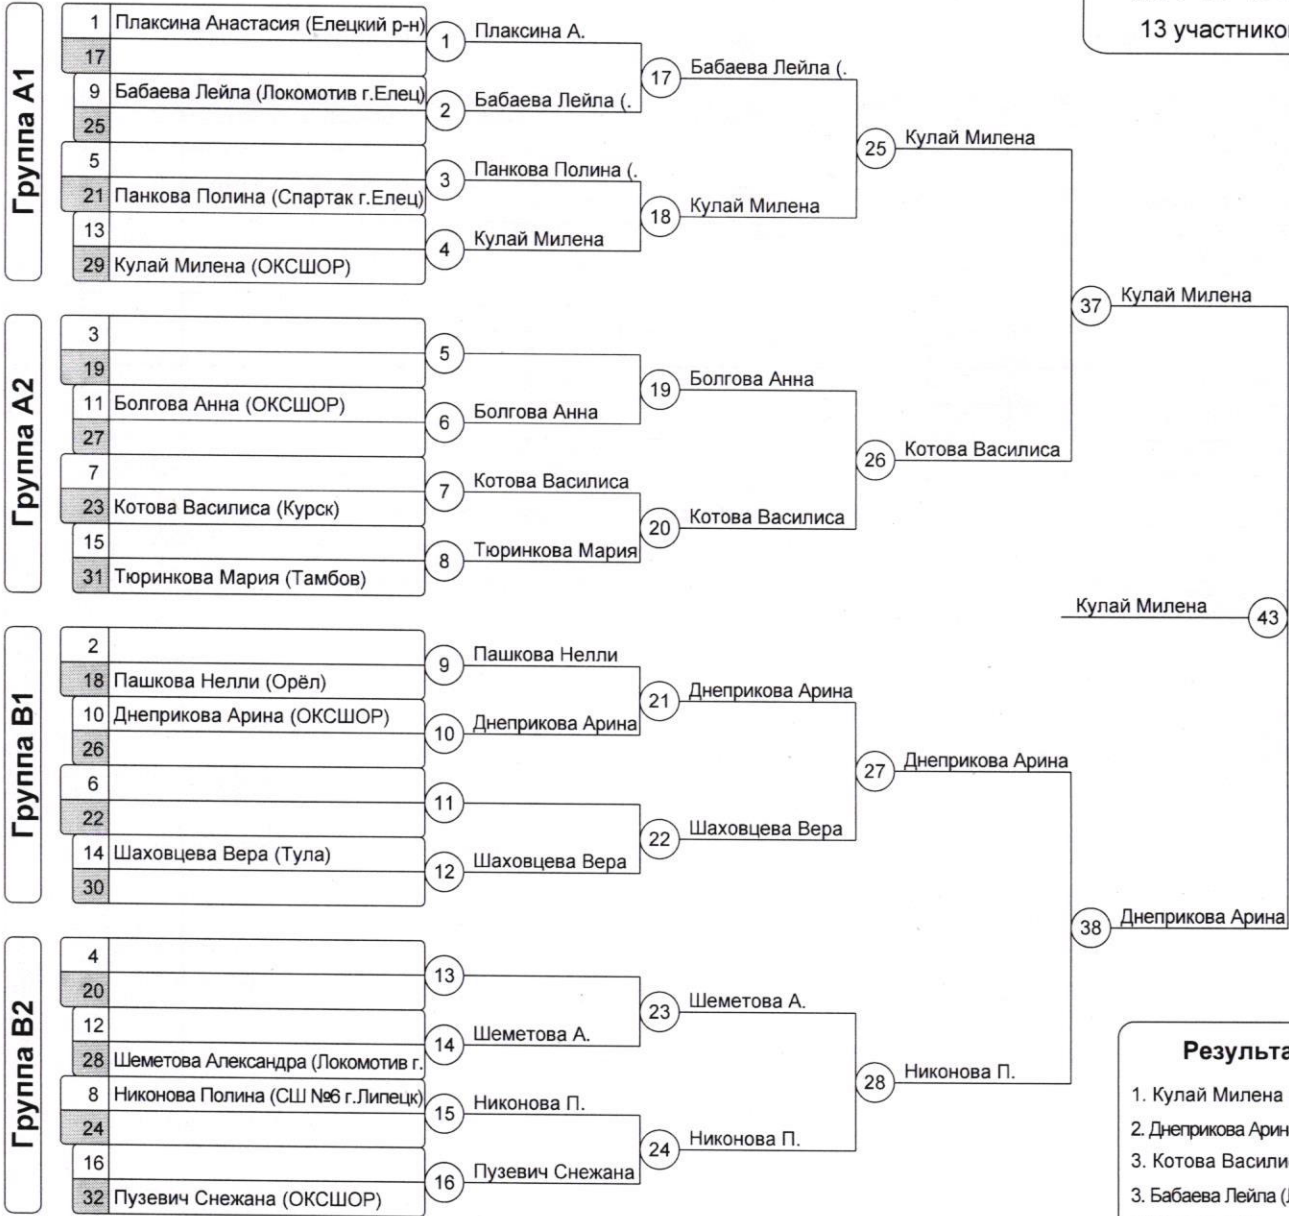 13 участников
Группа А1
1 Плаксина Анастасия (Елецкий р-н)
17
9 Бабаева Лейла (Локомотив г.Елец)
25
5
21 Панкова Полина (Спартак г.Елец)
13
29 Кулай Милена (ОКСШОР)
1 Плаксина А.
2 Бабаева Лейла (.
3 Панкова Полина (.
4 Кулай Милена
17 Бабаева Лейла (.
18 Кулай Милена
25 Кулай Милена
Группа А2
3
19
11 Болгова Анна (ОКСШОР)
27
7
23 Котова Василиса (Курск)
15
31 Тюринкова Мария (Тамбов)
5
6 Болгова Анна
7 Котова Василиса
8 Тюринкова Мария
19 Болгова Анна
20 Котова Василиса
26 Котова Василиса
37 Кулай Милена
Группа В1
2
18 Пашкова Нелли (Орёл)
10 Днеприкова Арина (ОКСШОР)
26
6
22
14 Шаховцева Вера (Тула)
30
9 Пашкова Нелли
10 Днеприкова Арина
11
12 Шаховцева Вера
21 Днеприкова Арина
22 Шаховцева Вера
27 Днеприкова Арина
Кулай Милена 43
Группа В2
4
20
12
28 Шеметова Александра (Локомотив г.
8 Никонова Полина (СШ №6 г.Липецк)
24
16
32 Пузевич Снежана (ОКСШОР)
13
14 Шеметова А.
15 Никонова П.
16 Пузевич Снежана
23 Шеметова А.
24 Никонова П.
28 Никонова П.
38 Днеприкова Арина
Результа
1. Кулай Милена
2. Днеприкова Арин
3. Котова Васили
3. Бабаева Лейла (